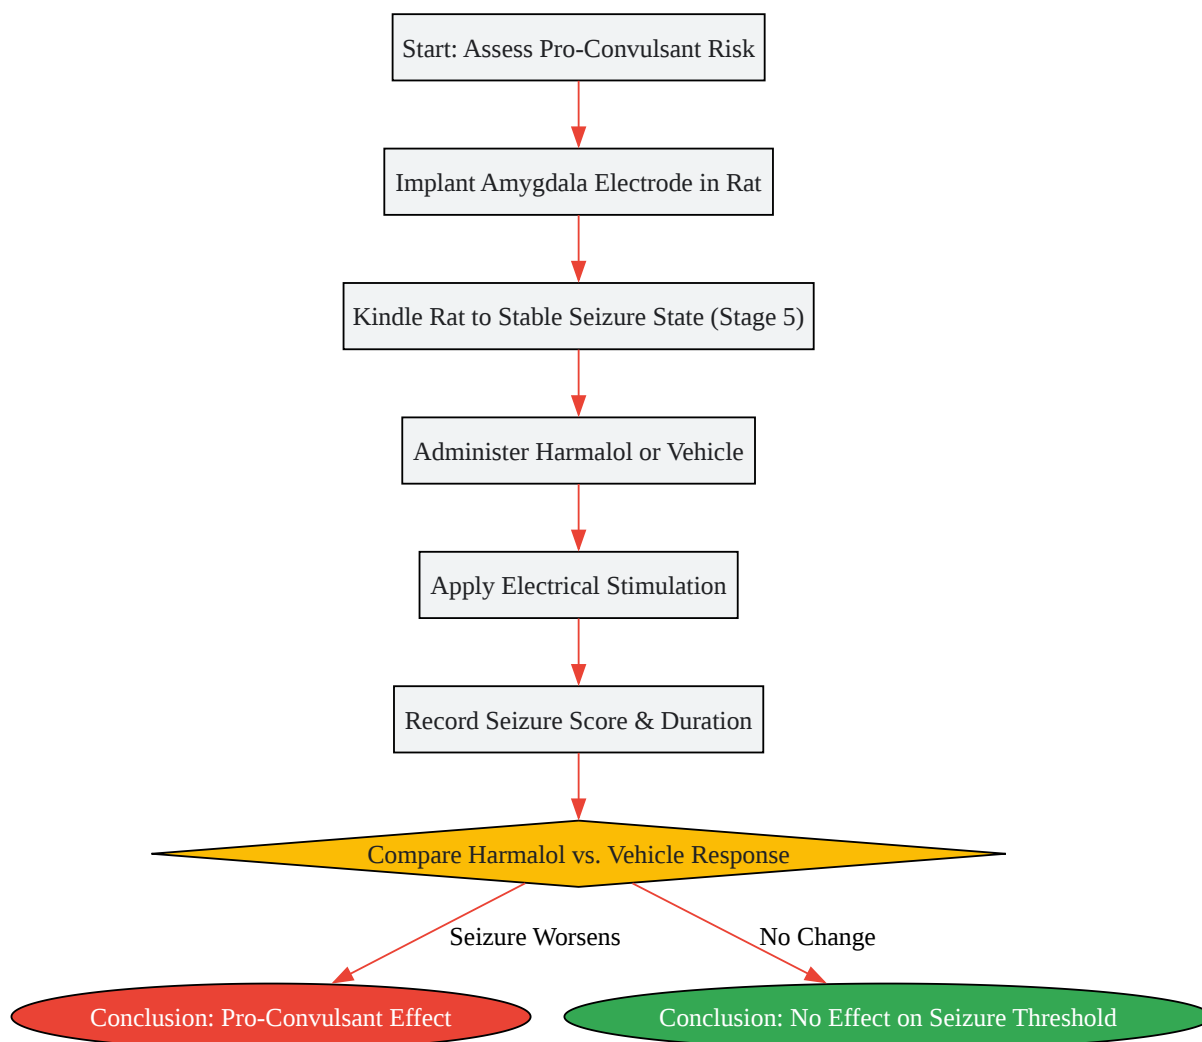 Start: Assess Pro-Convulsant Risk
Implant Amygdala Electrode in Rat
Kindle Rat to Stable Seizure State (Stage 5)
Administer Harmalol or Vehicle
Apply Electrical Stimulation
Record Seizure Score & Duration
Compare Harmalol vs. Vehicle Response
Seizure Worsens
No Change
Conclusion: Pro-Convulsant Effect
Conclusion: No Effect on Seizure Threshold